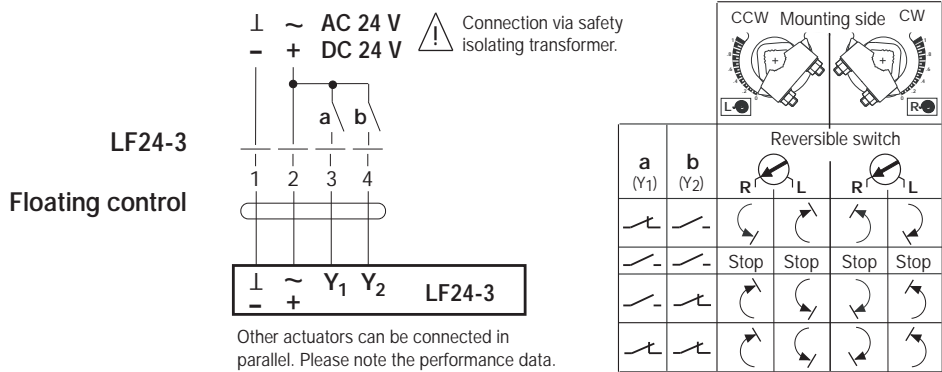 ⊥ ~ AC 24 V
– + DC 24 V
Connection via safety
isolating transformer.
a b
LF24-3
1 2 3 4
Floating control
⊥ ~ Y1 Y2 LF24-3
– +
Other actuators can be connected in
parallel. Please note the performance data.
CCW Mounting side CW
L R
Reversible switch
a b
(Y1) (Y2)
R L R L
Stop Stop Stop Stop